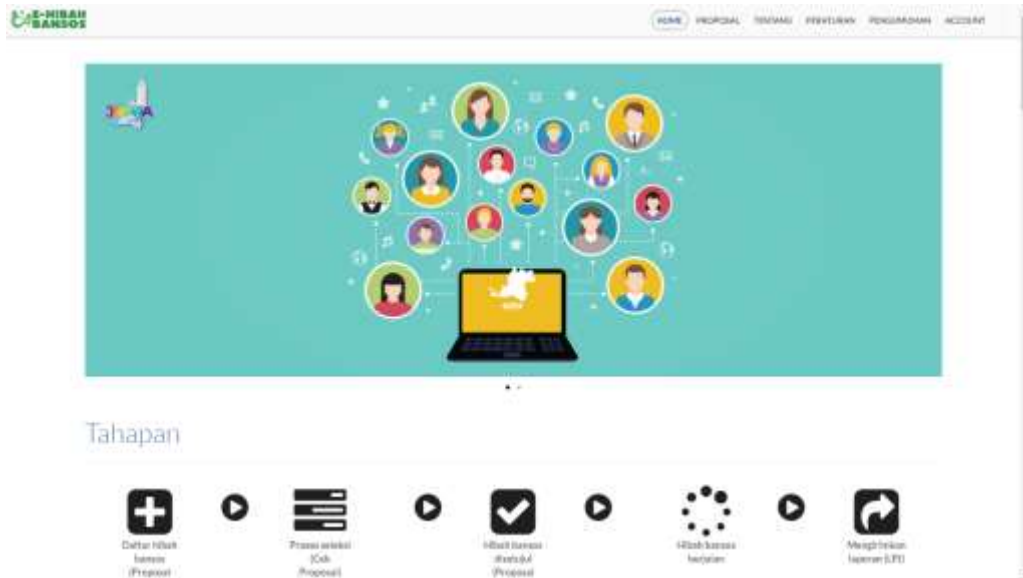 E-HIBAH
BANSOS
HOME PROPOSAL TENTANG PERATURAN PENGUMUMAN ACCOUNT
Tahapan
Daftar hibah
bansos
(Proposal
Proses seleksi
(Cek
Proposal)
Hibah bansos
disetujui
(Proposal
Hibah bansos
berjalan
Mengirimkan
laporan (LPJ)